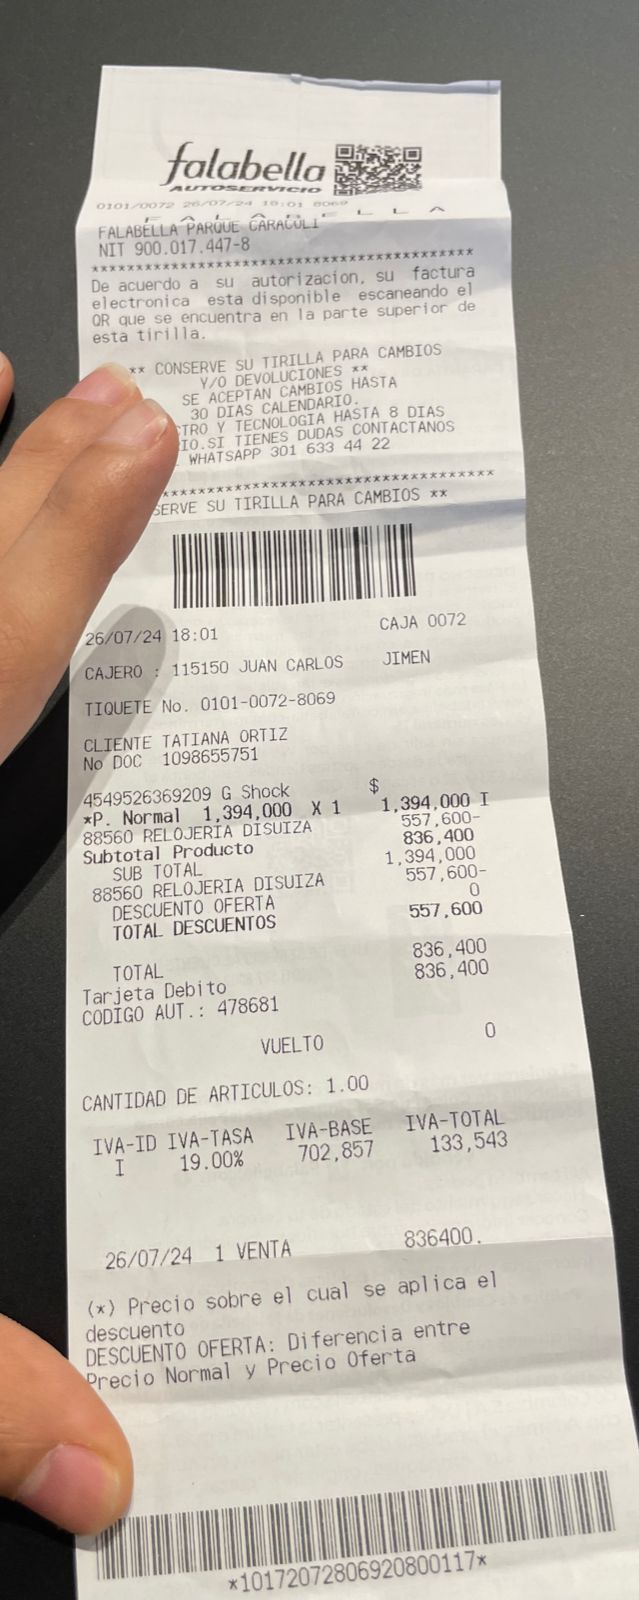 falabella
AUTOSERVICIO
0101/0072 26/07/24 18:01 8069
F A L A B E L L A
FALABELLA PARQUE CARACOLI
NIT 900.017.447-8
******************************************
De acuerdo a su autorizacion, su factura
electronica esta disponible escaneando el
QR que se encuentra en la parte superior de
esta tirilla.
** CONSERVE SU TIRILLA PARA CAMBIOS
Y/O DEVOLUCIONES **
SE ACEPTAN CAMBIOS HASTA
30 DIAS CALENDARIO.
TRO Y TECNOLOGIA HASTA 8 DIAS
IO.SI TIENES DUDAS CONTACTANOS
WHATSAPP 301 633 44 22
************************************
SERVE SU TIRILLA PARA CAMBIOS **
26/07/24 18:01 CAJA 0072
CAJERO : 115150 JUAN CARLOS JIMEN
TIQUETE No. 0101-0072-8069
CLIENTE TATIANA ORTIZ
No DOC 1098655751
4549526369209 G Shock $
*P. Normal 1,394,000 X 1 1,394,000 I
88560 RELOJERIA DISUIZA 557,600-
Subtotal Producto 836,400
SUB TOTAL 1,394,000
88560 RELOJERIA DISUIZA 557,600-
DESCUENTO OFERTA 0
TOTAL DESCUENTOS 557,600
TOTAL 836,400
Tarjeta Debito 836,400
CODIGO AUT.: 478681
VUELTO 0
CANTIDAD DE ARTICULOS: 1.00
IVA-ID IVA-TASA IVA-BASE IVA-TOTAL
I 19.00% 702,857 133,543
26/07/24 1 VENTA 836400.
(*) Precio sobre el cual se aplica el
descuento
DESCUENTO OFERTA: Diferencia entre
Precio Normal y Precio Oferta
*10172072806920800117*